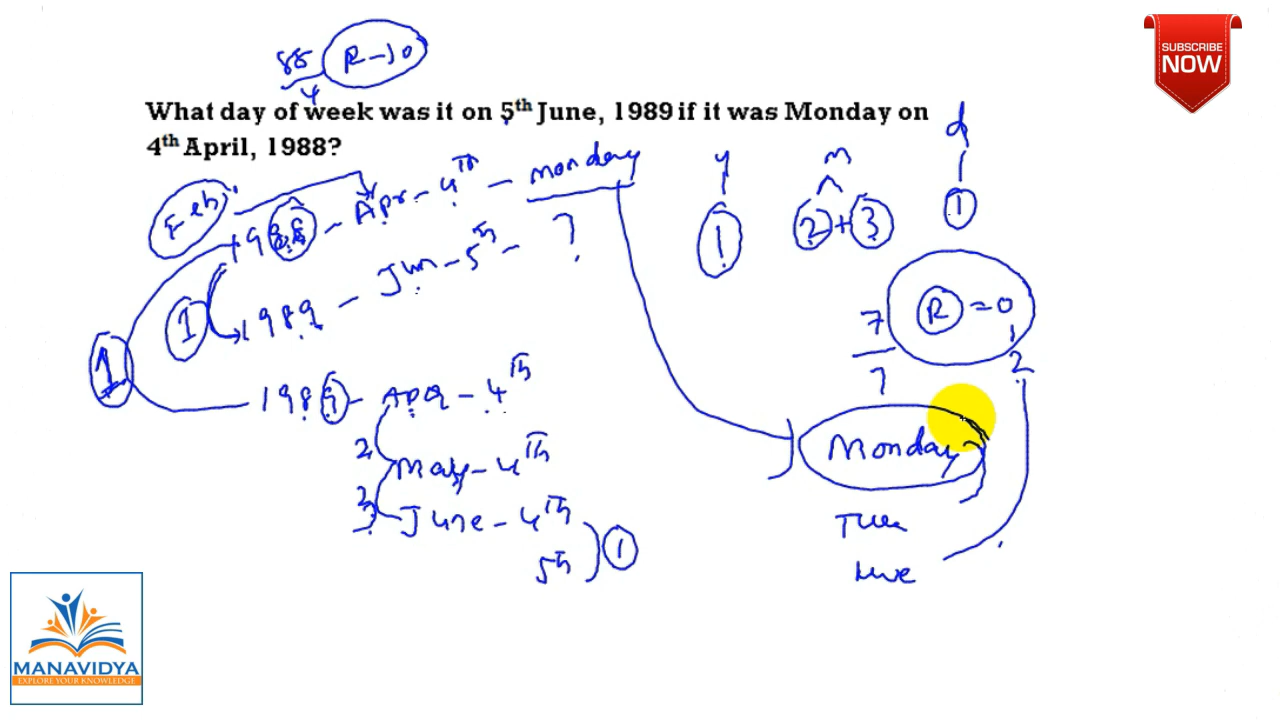 SUBSCRIBE
NOW
88 R-10
4
What day of week was it on 5th June, 1989 if it was Monday on
4th April, 1988?
y m d
Feb 1988 - Apr - 4th - Monday
1 2 + 3 1
1 1989 - Jun - 5th - ?
7 R = 0
7 1
2
1
1989 - Apr - 4th
2 May - 4th
Monday
3 June - 4th
5th 1
Tue
We
MANAVIDYA
EXPLORE YOUR KNOWLEDGE